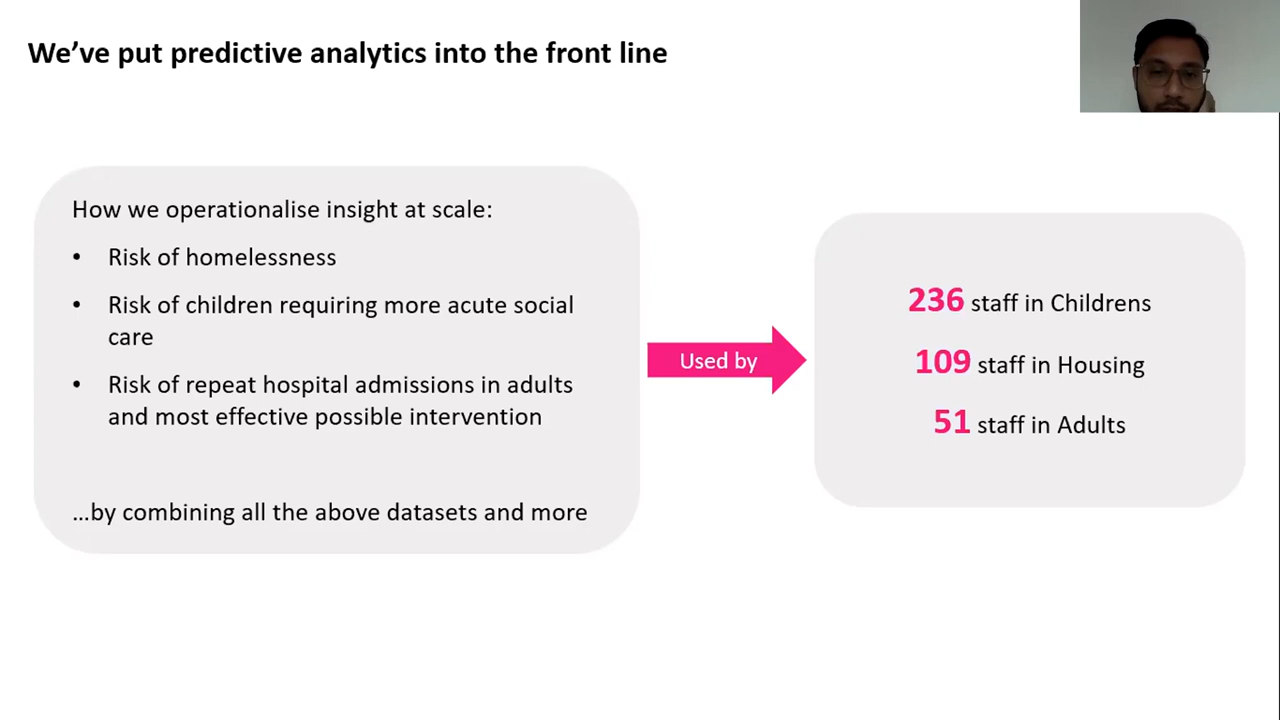 We’ve put predictive analytics into the front line
How we operationalise insight at scale:
• Risk of homelessness
• Risk of children requiring more acute social
care
• Risk of repeat hospital admissions in adults
and most effective possible intervention
…by combining all the above datasets and more
Used by
236 staff in Childrens
109 staff in Housing
51 staff in Adults